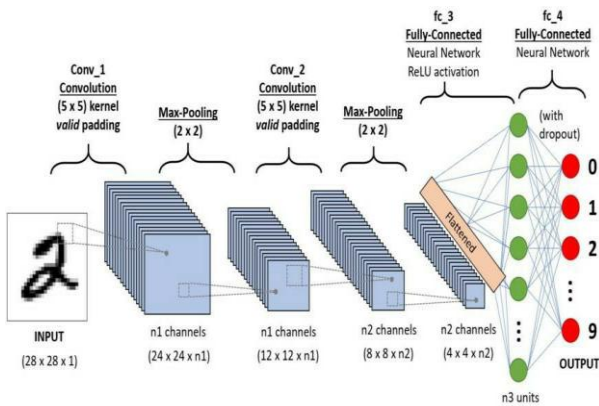 fc_3
Fully-Connected
Neural Network
ReLU activation
fc_4
Fully-Connected
Neural Network
Conv_1
Convolution
(5 x 5) kernel
valid padding
Max-Pooling
(2 x 2)
Conv_2
Convolution
(5 x 5) kernel
valid padding
Max-Pooling
(2 x 2)
(with
dropout)
Flattened
2
0
1
2
9
INPUT
(28 x 28 x 1)
n1 channels
(24 x 24 x n1)
n1 channels
(12 x 12 x n1)
n2 channels
(8 x 8 x n2)
n2 channels
(4 x 4 x n2)
OUTPUT
n3 units